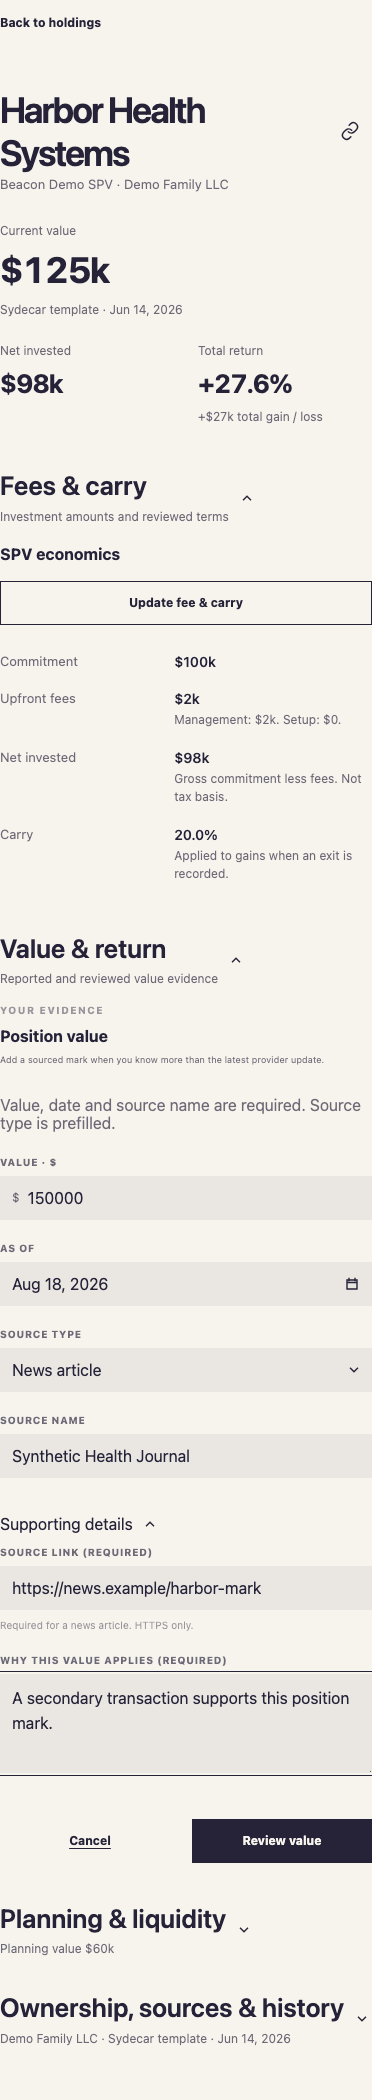 Back to holdings
Harbor Health
Systems
Beacon Demo SPV · Demo Family LLC
Current value
$125k
Sydecar template · Jun 14, 2026
Net invested
Total return
$98k
+27.6%
+$27k total gain / loss
Fees & carry
Investment amounts and reviewed terms
SPV economics
Update fee & carry
Commitment
$100k
Upfront fees
$2k
Management: $2k. Setup: $0.
Net invested
$98k
Gross commitment less fees. Not
tax basis.
Carry
20.0%
Applied to gains when an exit is
recorded.
Value & return
Reported and reviewed value evidence
YOUR EVIDENCE
Position value
Add a sourced mark when you know more than the latest provider update.
Value, date and source name are required. Source
type is prefilled.
VALUE · $
$ 150000
AS OF
Aug 18, 2026
SOURCE TYPE
News article
SOURCE NAME
Synthetic Health Journal
Supporting details
SOURCE LINK (REQUIRED)
https://news.example/harbor-mark
Required for a news article. HTTPS only.
WHY THIS VALUE APPLIES (REQUIRED)
A secondary transaction supports this position
mark.
Cancel
Review value
Planning & liquidity
Planning value $60k
Ownership, sources & history
Demo Family LLC · Sydecar template · Jun 14, 2026